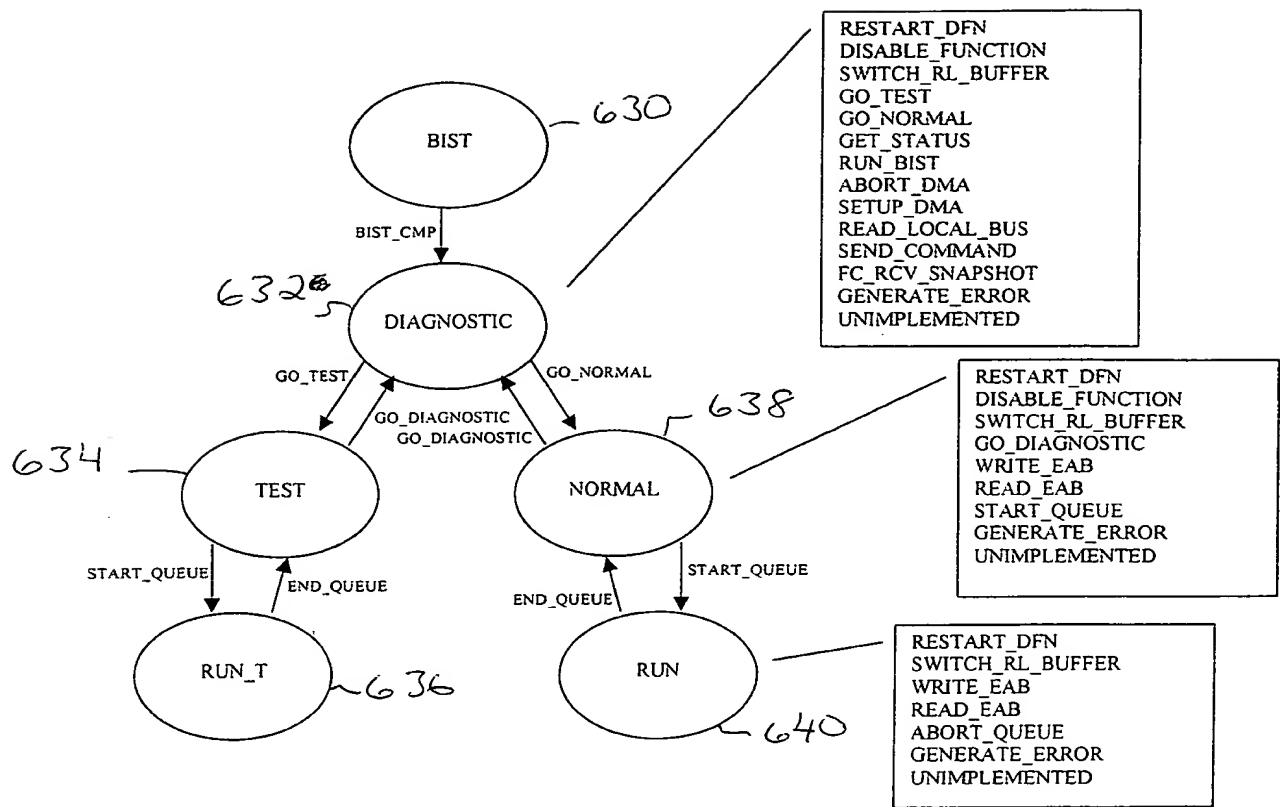 RESTART_DFN
DISABLE_FUNCTION
SWITCH_RL_BUFFER
GO_TEST
GO_NORMAL
GET_STATUS
RUN_BIST
ABORT_DMA
SETUP_DMA
READ_LOCAL_BUS
SEND_COMMAND
FC_RCV_SNAPSHOT
GENERATE_ERROR
UNIMPLEMENTED
630
BIST
BIST_CMP
632
DIAGNOSTIC
GO_TEST
GO_NORMAL
GO_DIAGNOSTIC
GO_DIAGNOSTIC
638
RESTART_DFN
DISABLE_FUNCTION
SWITCH_RL_BUFFER
GO_DIAGNOSTIC
WRITE_EAB
READ_EAB
START_QUEUE
GENERATE_ERROR
UNIMPLEMENTED
634
TEST
NORMAL
START_QUEUE
END_QUEUE
END_QUEUE
START_QUEUE
RUN_T
636
RUN
640
RESTART_DFN
SWITCH_RL_BUFFER
WRITE_EAB
READ_EAB
ABORT_QUEUE
GENERATE_ERROR
UNIMPLEMENTED